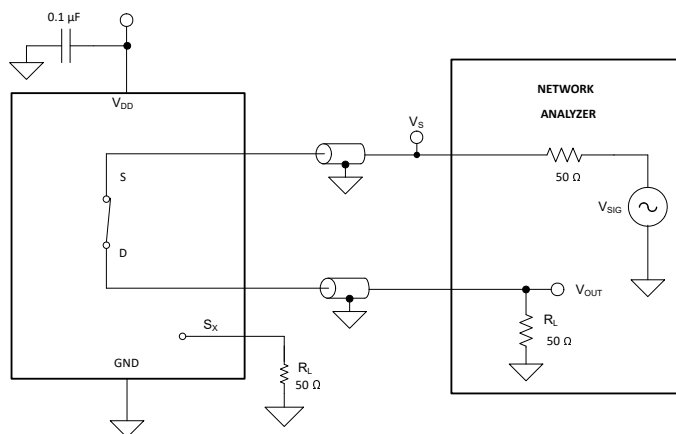 0.1 µF
V_DD
NETWORK
ANALYZER
V_S
S
50 Ω
V_SIG
D
V_OUT
S_X
R_L
50 Ω
GND
R_L
50 Ω